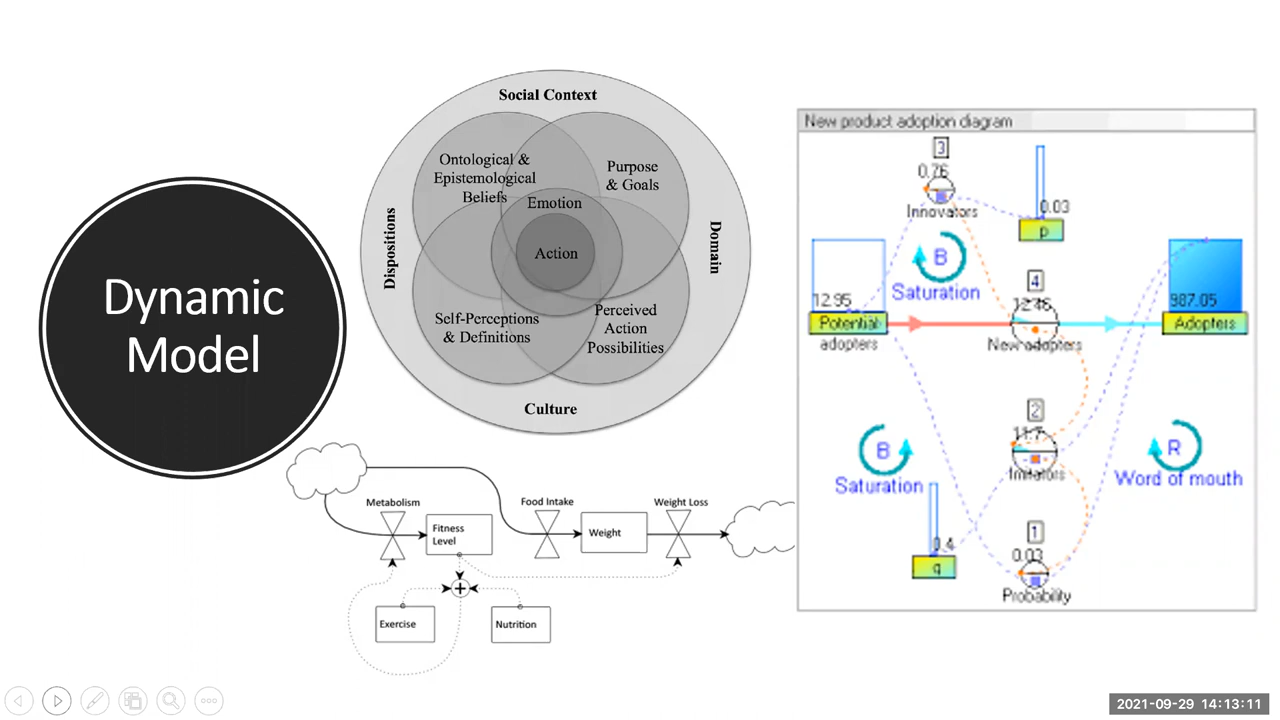 Dynamic
Model
Social Context
Ontological &
Epistemological
Beliefs
Purpose
& Goals
Emotion
Action
Dispositions
Domain
Self-Perceptions
& Definitions
Perceived
Action
Possibilities
Culture
Metabolism
Fitness
Level
Food Intake
Weight
Weight Loss
+
Exercise
Nutrition
New product adoption diagram
3
0.76
Innovators
0.03
p
B
Saturation
12.95
Potential
adopters
4
12.46
New adopters
987.05
Adopters
2
11.7
Imitators
B
Saturation
R
Word of mouth
0.4
q
1
0.03
Probability
2021-09-29 14:13:11